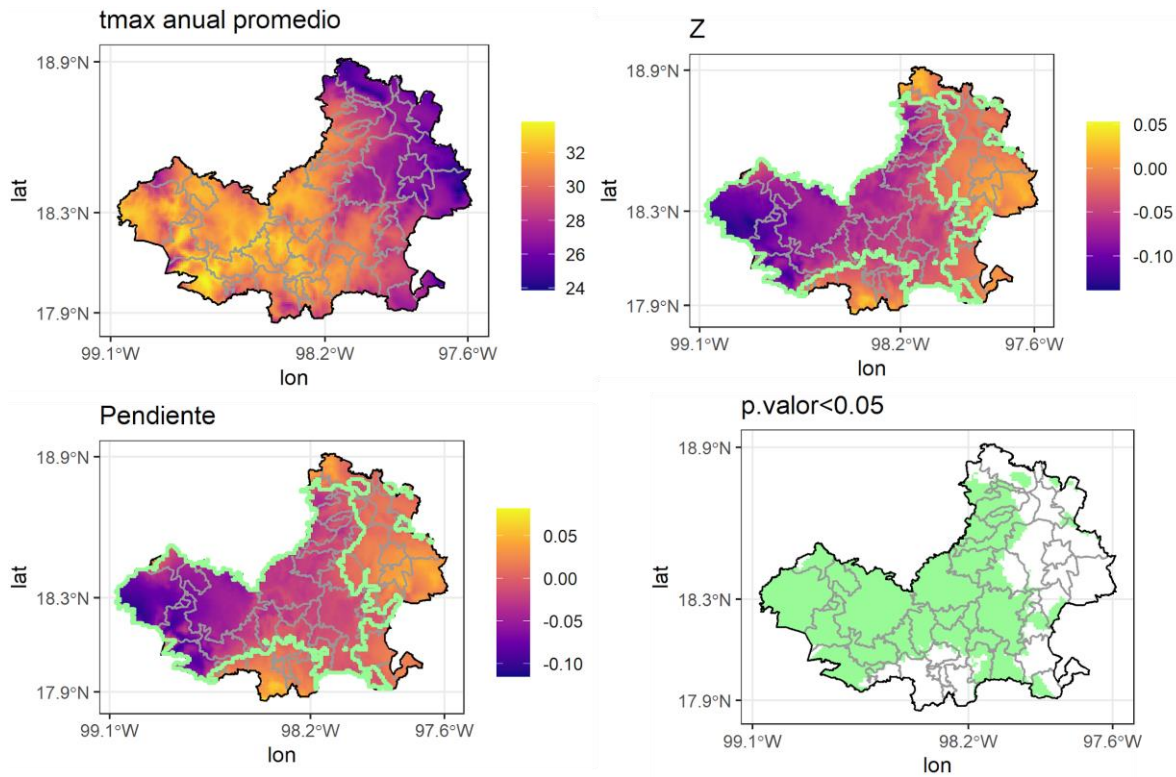 tmax anual promedio
18.9°N
18.3°N
17.9°N
lat
99.1°W
98.2°W
97.6°W
lon
32
30
28
26
24
Z
18.9°N
18.3°N
17.9°N
lat
99.1°W
98.2°W
97.6°W
lon
0.05
0.00
-0.05
-0.10
Pendiente
18.9°N
18.3°N
17.9°N
lat
99.1°W
98.2°W
97.6°W
lon
0.05
0.00
-0.05
-0.10
p.valor<0.05
18.9°N
18.3°N
17.9°N
lat
99.1°W
98.2°W
97.6°W
lon